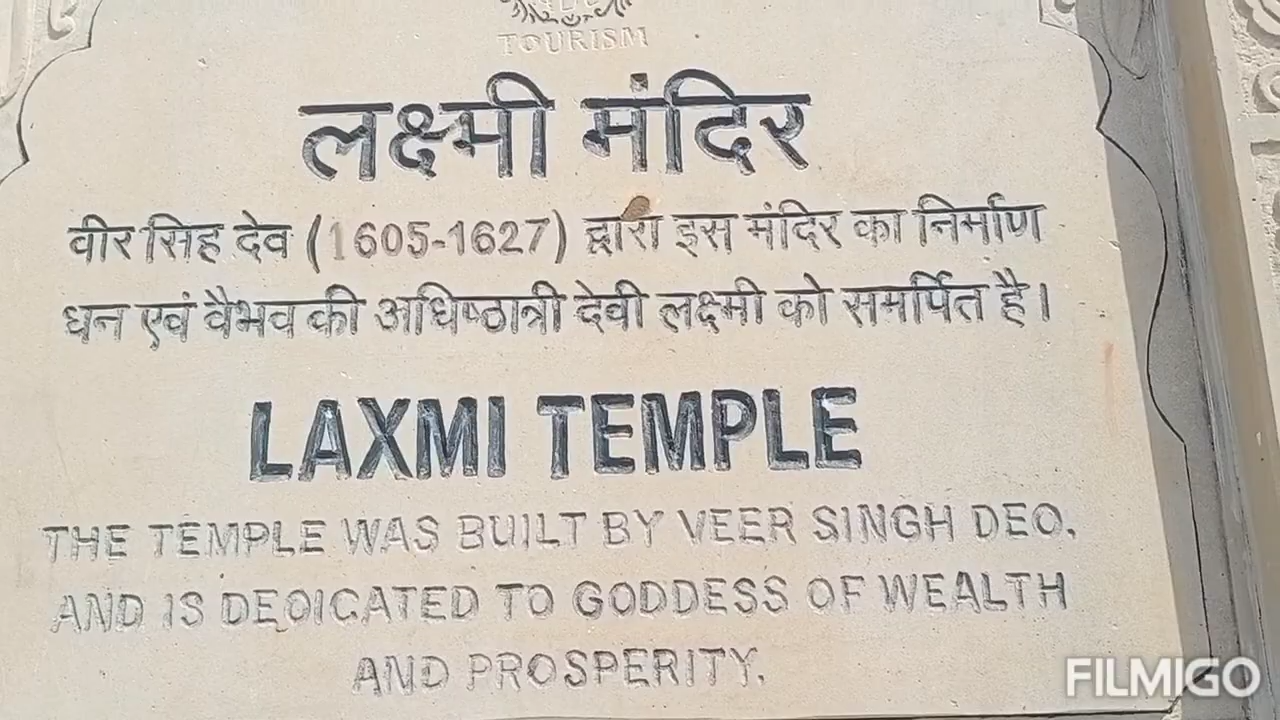 TOURISM
लक्ष्मी मंदिर
वीर सिंह देव (1605-1627) द्वारा इस मंदिर का निर्माण
धन एवं वैभव की अधिष्ठात्री देवी लक्ष्मी को समर्पित है।
LAXMI TEMPLE
THE TEMPLE WAS BUILT BY VEER SINGH DEO.
AND IS DEDICATED TO GODDESS OF WEALTH
AND PROSPERITY.
FILMIGO